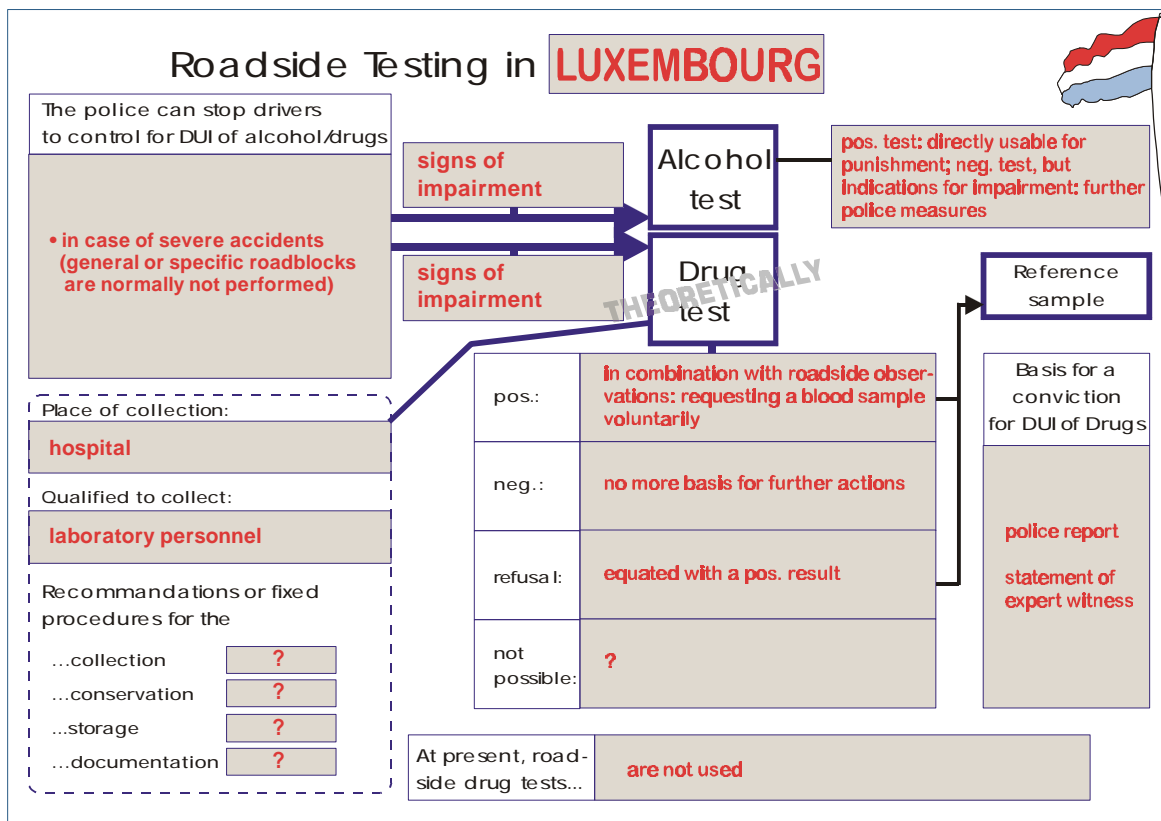 Roadside Testing in LUXEMBOURG
The police can stop drivers
to control for DUI of alcohol/drugs
• in case of severe accidents
(general or specific roadblocks
are normally not performed)
signs of
impairment
signs of
impairment
Alcohol
test
pos. test: directly usable for
punishment; neg. test, but
indications for impairment: further
police measures
Drug
test
THEORETICALLY
Reference
sample
Place of collection:
hospital
Qualified to collect:
laboratory personnel
Recommandations or fixed
procedures for the
...collection ?
...conservation ?
...storage ?
...documentation ?
pos.:
in combination with roadside obser-
vations: requesting a blood sample
voluntarily
neg.:
no more basis for further actions
refusal:
equated with a pos. result
not
possible:
?
Basis for a
conviction
for DUI of Drugs
police report
statement of
expert witness
At present, road-
side drug tests...
are not used